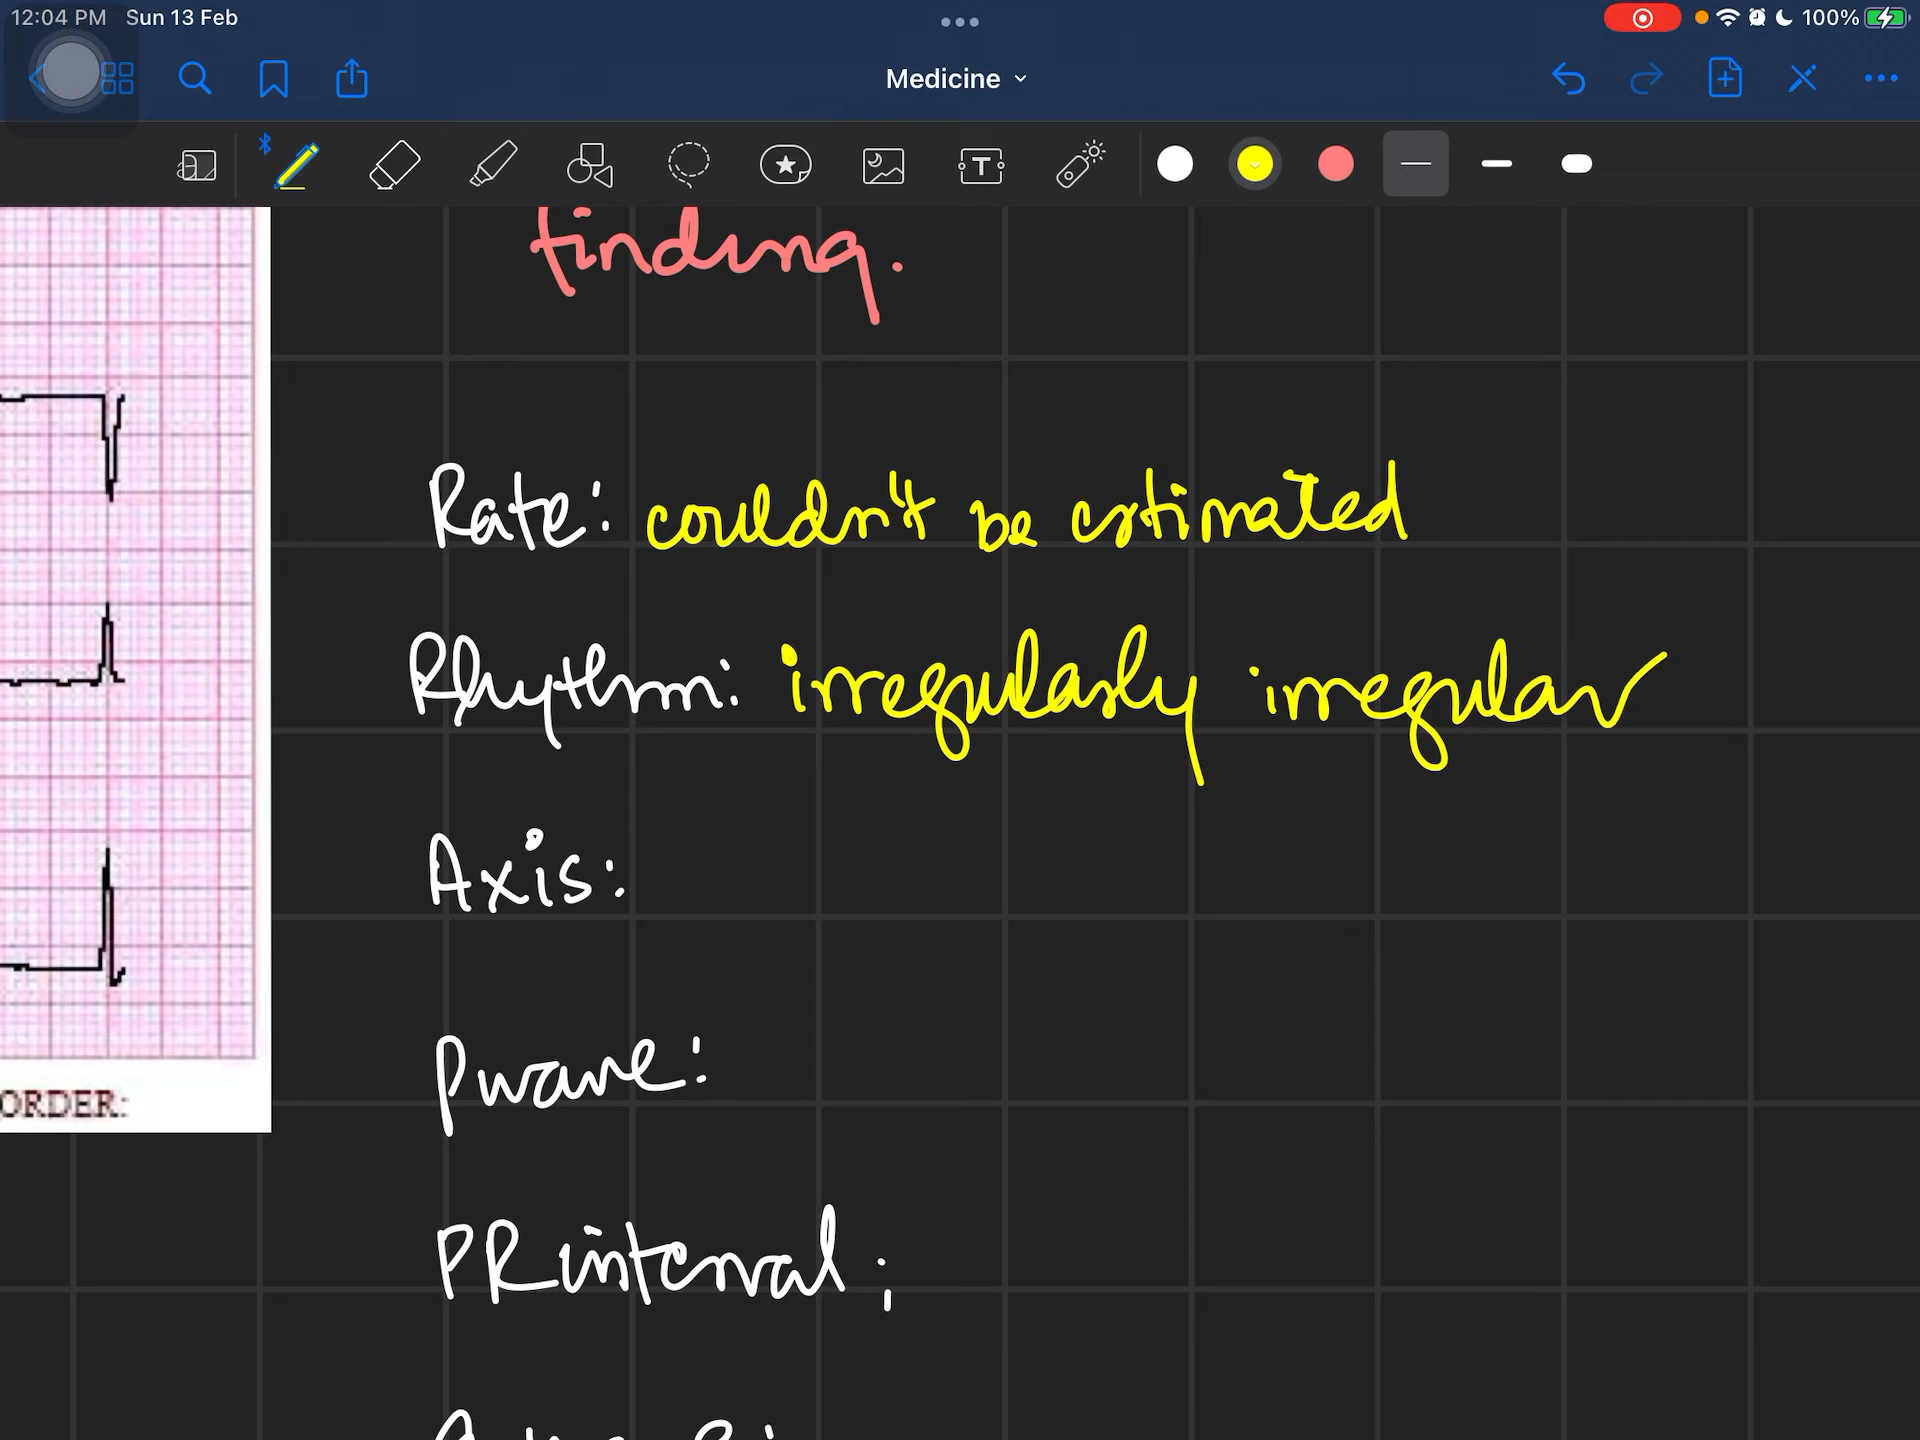 12:04 PM Sun 13 Feb
100%
Medicine
finding.
Rate: couldn't be estimated
Rhythm: irregularly irregular
Axis:
P wave:
PR interval:
ORDER: